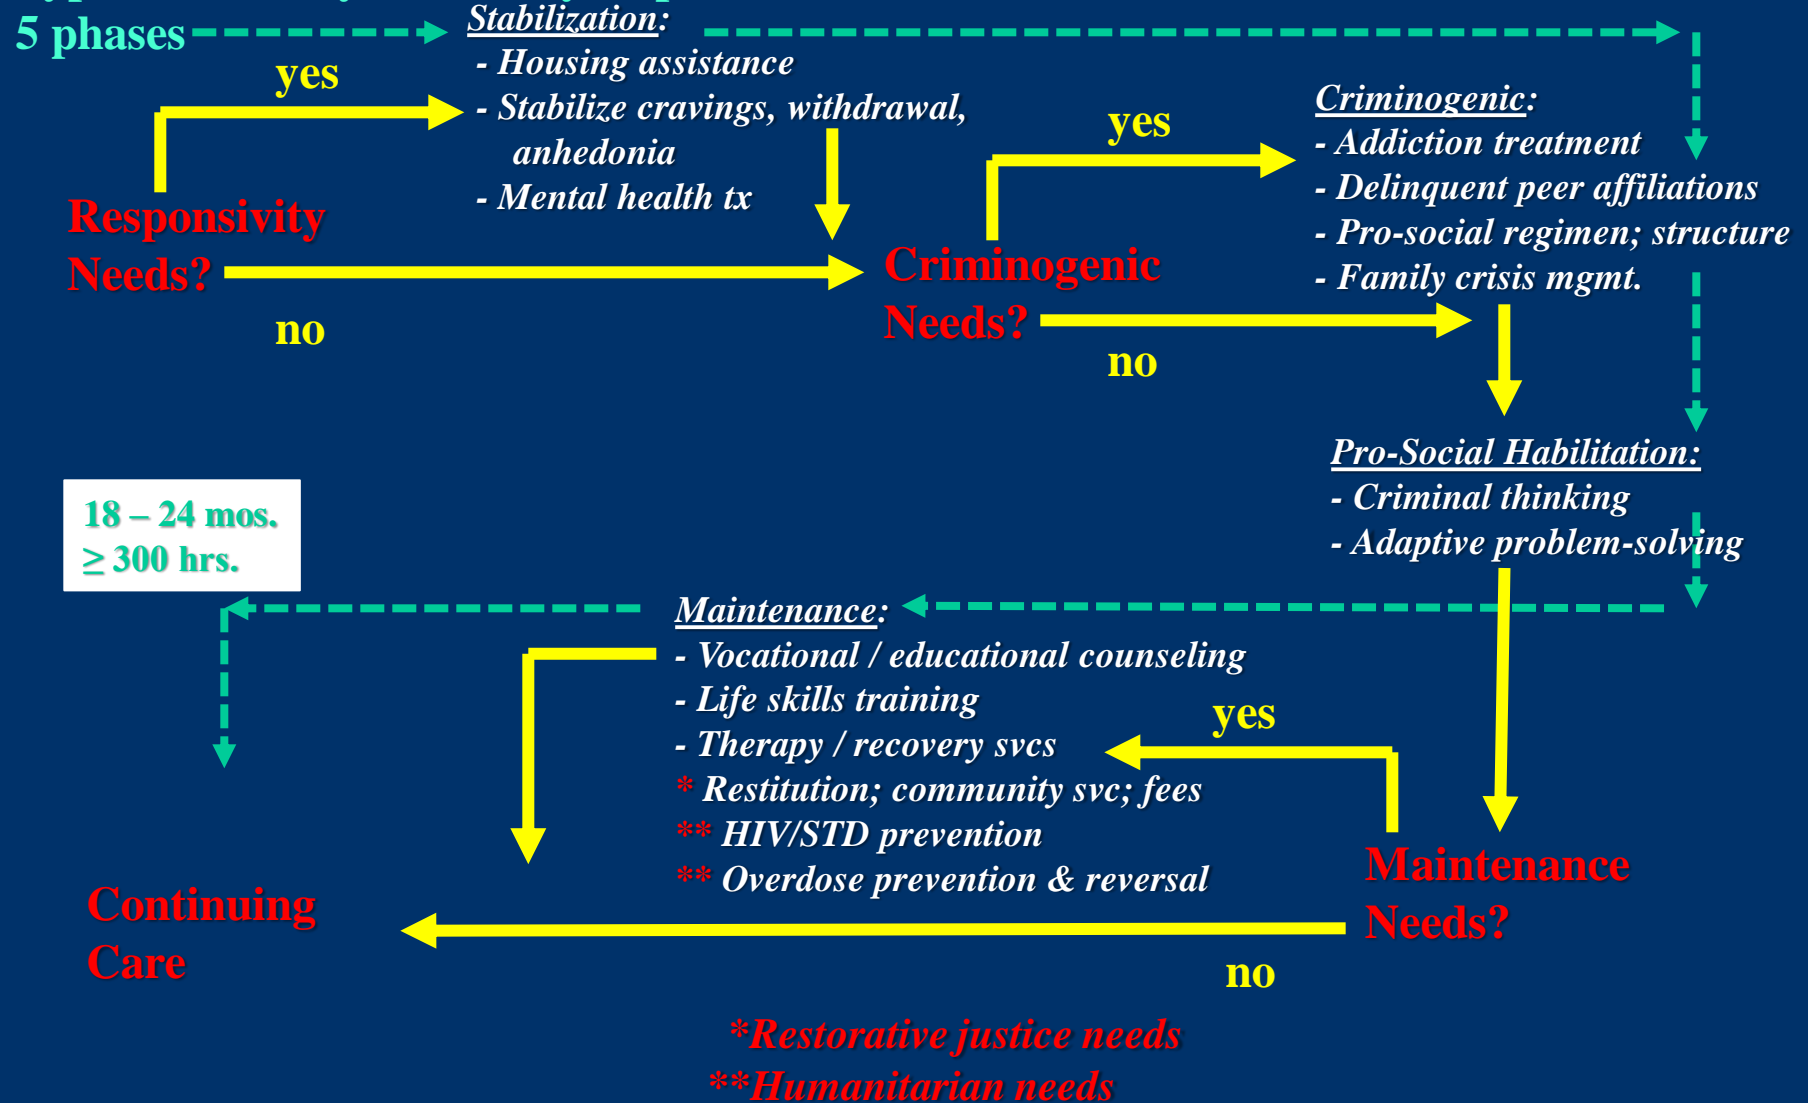 5 phases
Stabilization:
- Housing assistance
- Stabilize cravings, withdrawal,
anhedonia
- Mental health tx
yes
Responsivity
Needs?
no
yes
Criminogenic
Needs?
no
Criminogenic:
- Addiction treatment
- Delinquent peer affiliations
- Pro-social regimen; structure
- Family crisis mgmt.
Pro-Social Habilitation:
- Criminal thinking
- Adaptive problem-solving
18 – 24 mos.
≥ 300 hrs.
Maintenance:
- Vocational / educational counseling
- Life skills training
- Therapy / recovery svcs
* Restitution; community svc; fees
** HIV/STD prevention
** Overdose prevention & reversal
yes
Maintenance
Needs?
no
Continuing
Care
*Restorative justice needs
**Humanitarian needs